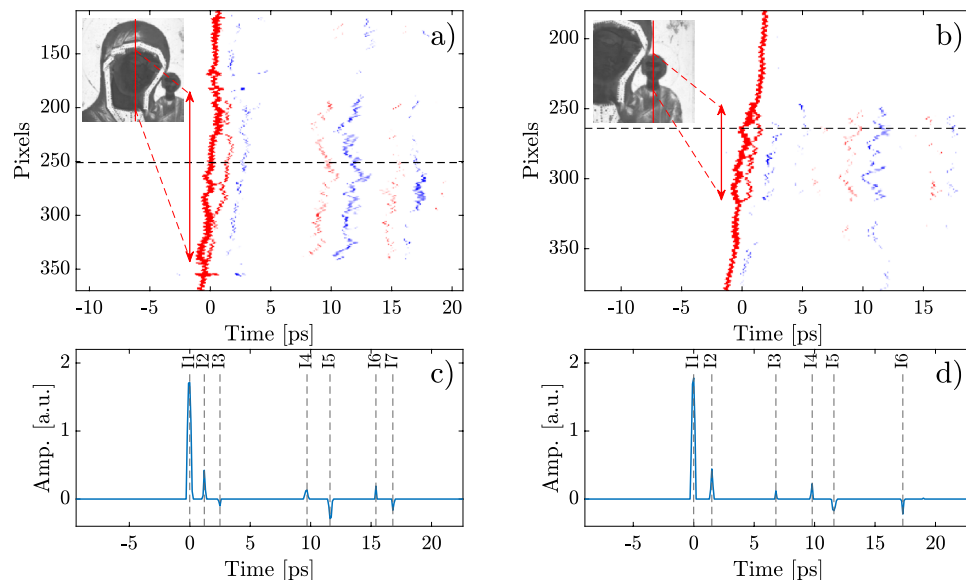 a)
Pixels
150
200
250
300
350
-10 -5 0 5 10 15 20
Time [ps]
b)
Pixels
200
250
300
350
-10 -5 0 5 10 15
Time [ps]
c)
I1 I2 I3 I4 I5 I6 I7
Amp. [a.u.]
2
1
0
-5 0 5 10 15 20
Time [ps]
d)
I1 I2 I3 I4 I5 I6
Amp. [a.u.]
2
1
0
-5 0 5 10 15 20
Time [ps]